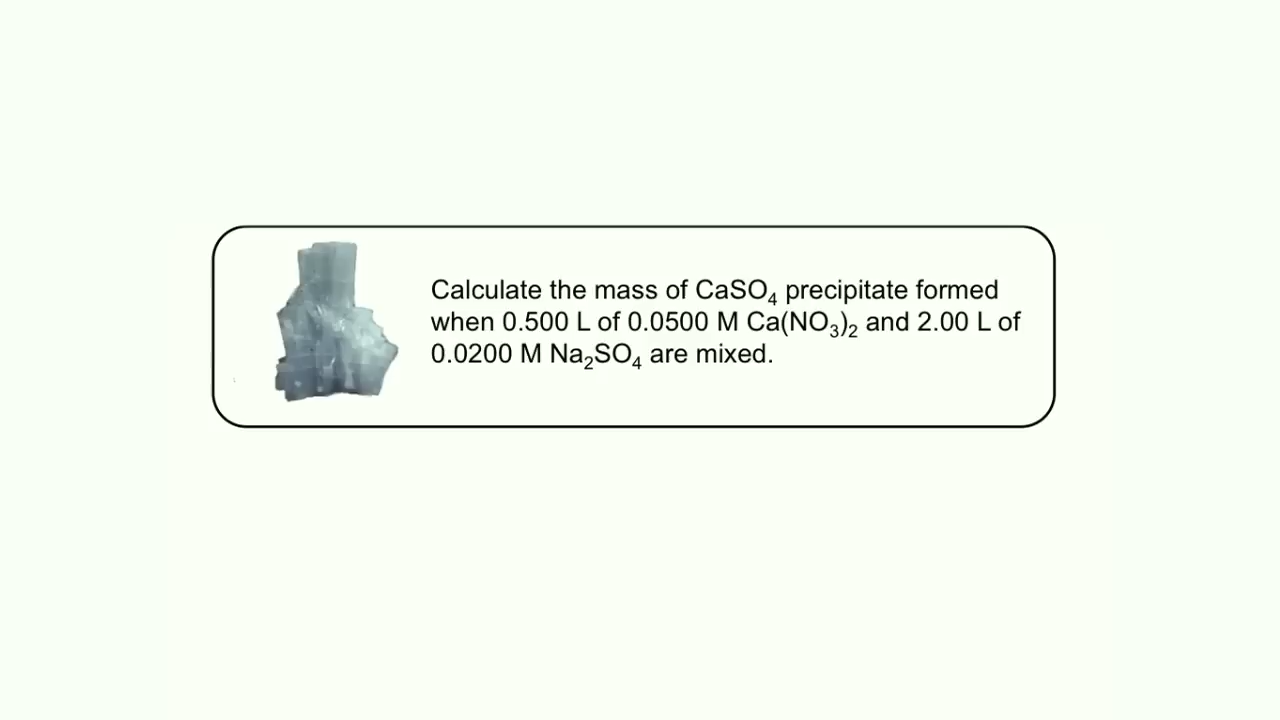 Calculate the mass of CaSO₄ precipitate formed
when 0.500 L of 0.0500 M Ca(NO₃)₂ and 2.00 L of
0.0200 M Na₂SO₄ are mixed.